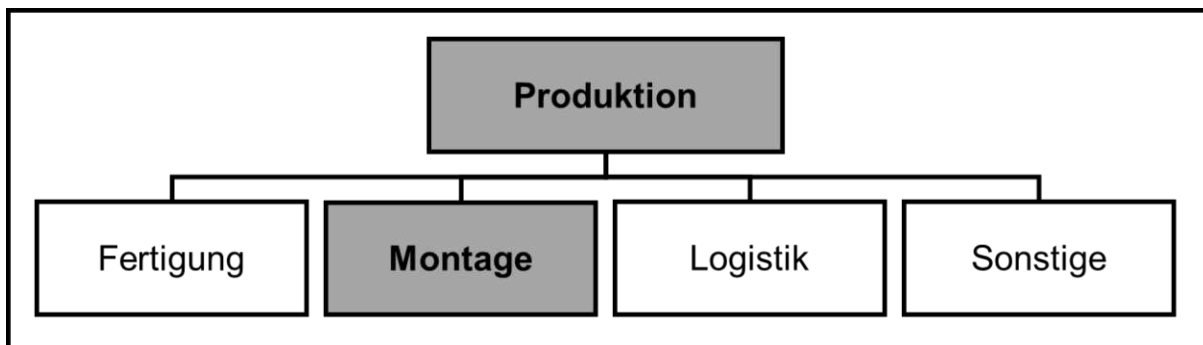 Produktion
Fertigung
Montage
Logistik
Sonstige